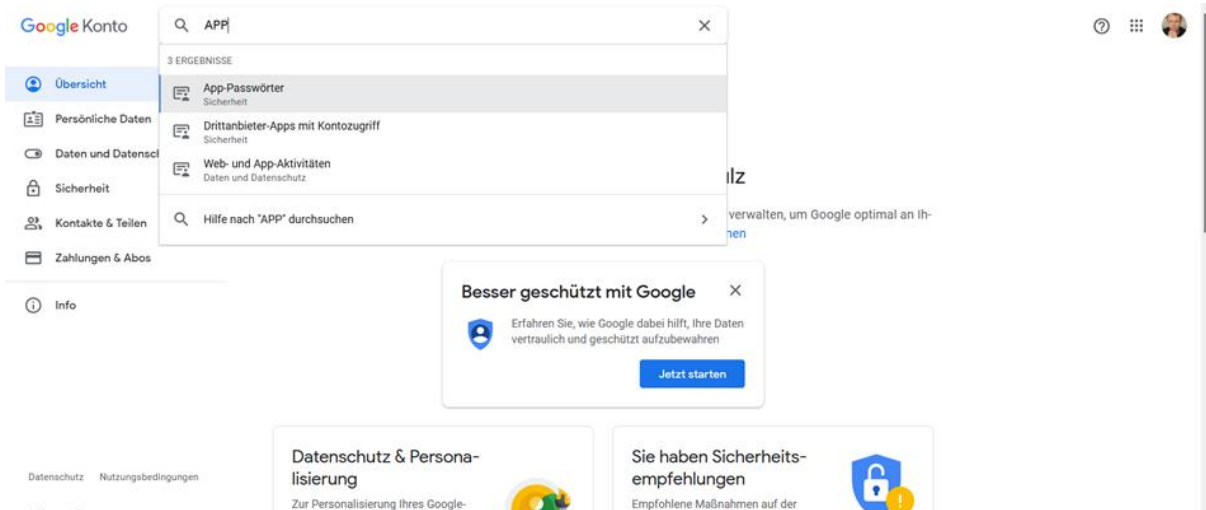 Google Konto
APP
3 ERGEBNISSE
App-Passwörter
Sicherheit
Drittanbieter-Apps mit Kontozugriff
Sicherheit
Web- und App-Aktivitäten
Daten und Datenschutz
Hilfe nach "APP" durchsuchen
Übersicht
Persönliche Daten
Daten und
Sicherheit
Kontakte & Teilen
Zahlungen & Abos
Info
verwalten, um Google optimal an Ih-
Besser geschützt mit Google
Erfahren Sie, wie Google dabei hilft, Ihre Daten
vertraulich und geschützt aufzubewahren
Jetzt starten
Datenschutz & Persona-
lisierung
Zur Personalisierung Ihres Google-
Sie haben Sicherheits-
empfehlungen
Empfohlene Maßnahmen auf der
Datenschutz Nutzungsbedingungen